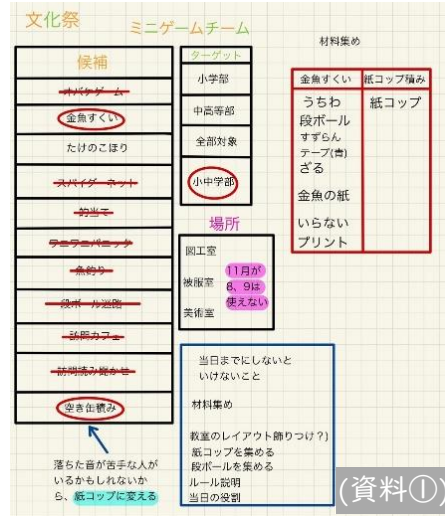 文化祭
ミニゲームチーム
候補
オバケゲーム
金魚すくい
たけのこほり
スパイダーネット
的当て
ワニワニパニック
魚釣り
段ボール迷路
訪問カフェ
訪問読み聞かせ
空き缶積み
落ちた音が苦手な人が
いるかもしれないか
ら、紙コップに変える
ターゲット
小学部
中高等部
全部対象
小中学部
場所
図工室
被服室
美術室
11月が
8、9は
使えない
材料集め
金魚すくい
うちわ
段ボール
すずらん
テープ(青)
ざる
金魚の紙
いらない
プリント
紙コップ積み
紙コップ
当日までにしないと
いけないこと
材料集め
教室のレイアウト飾りつけ?)
紙コップを集める
段ボールを集める
ルール説明
当日の役割
(資料①)